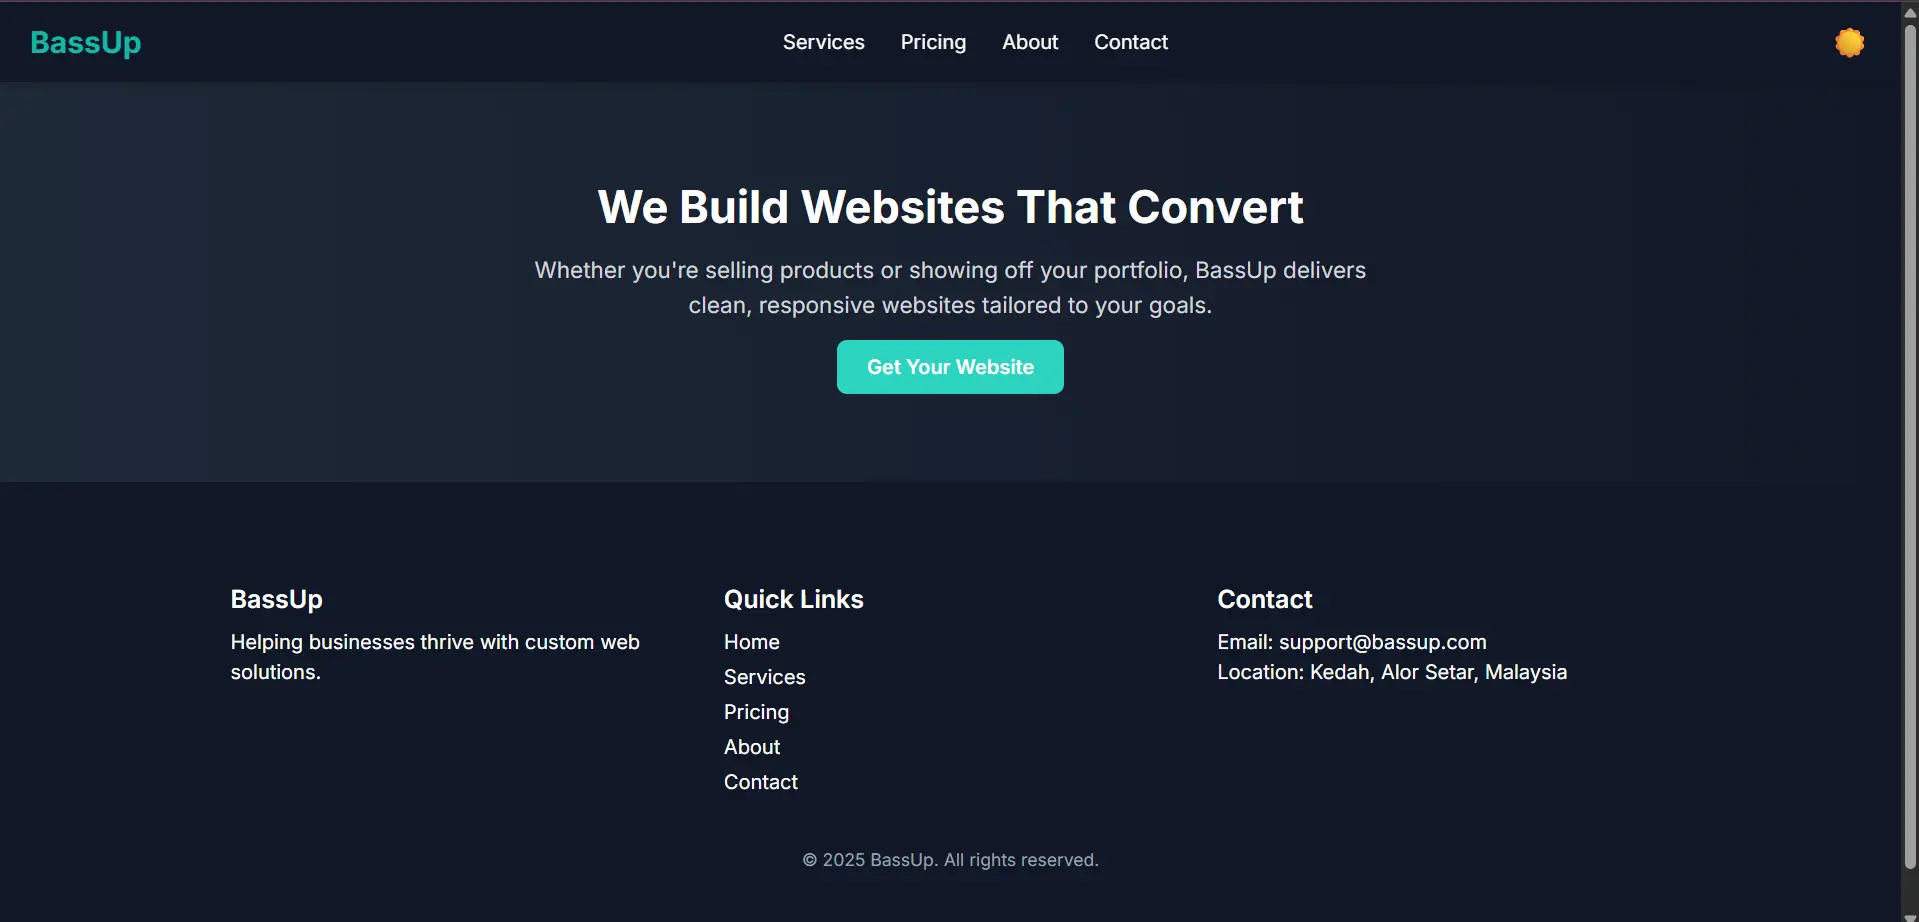 BassUp
Services
Pricing
About
Contact
We Build Websites That Convert
Whether you're selling products or showing off your portfolio, BassUp delivers
clean, responsive websites tailored to your goals.
Get Your Website
BassUp
Helping businesses thrive with custom web
solutions.
Quick Links
Home
Services
Pricing
About
Contact
Contact
Email: support@bassup.com
Location: Kedah, Alor Setar, Malaysia
© 2025 BassUp. All rights reserved.